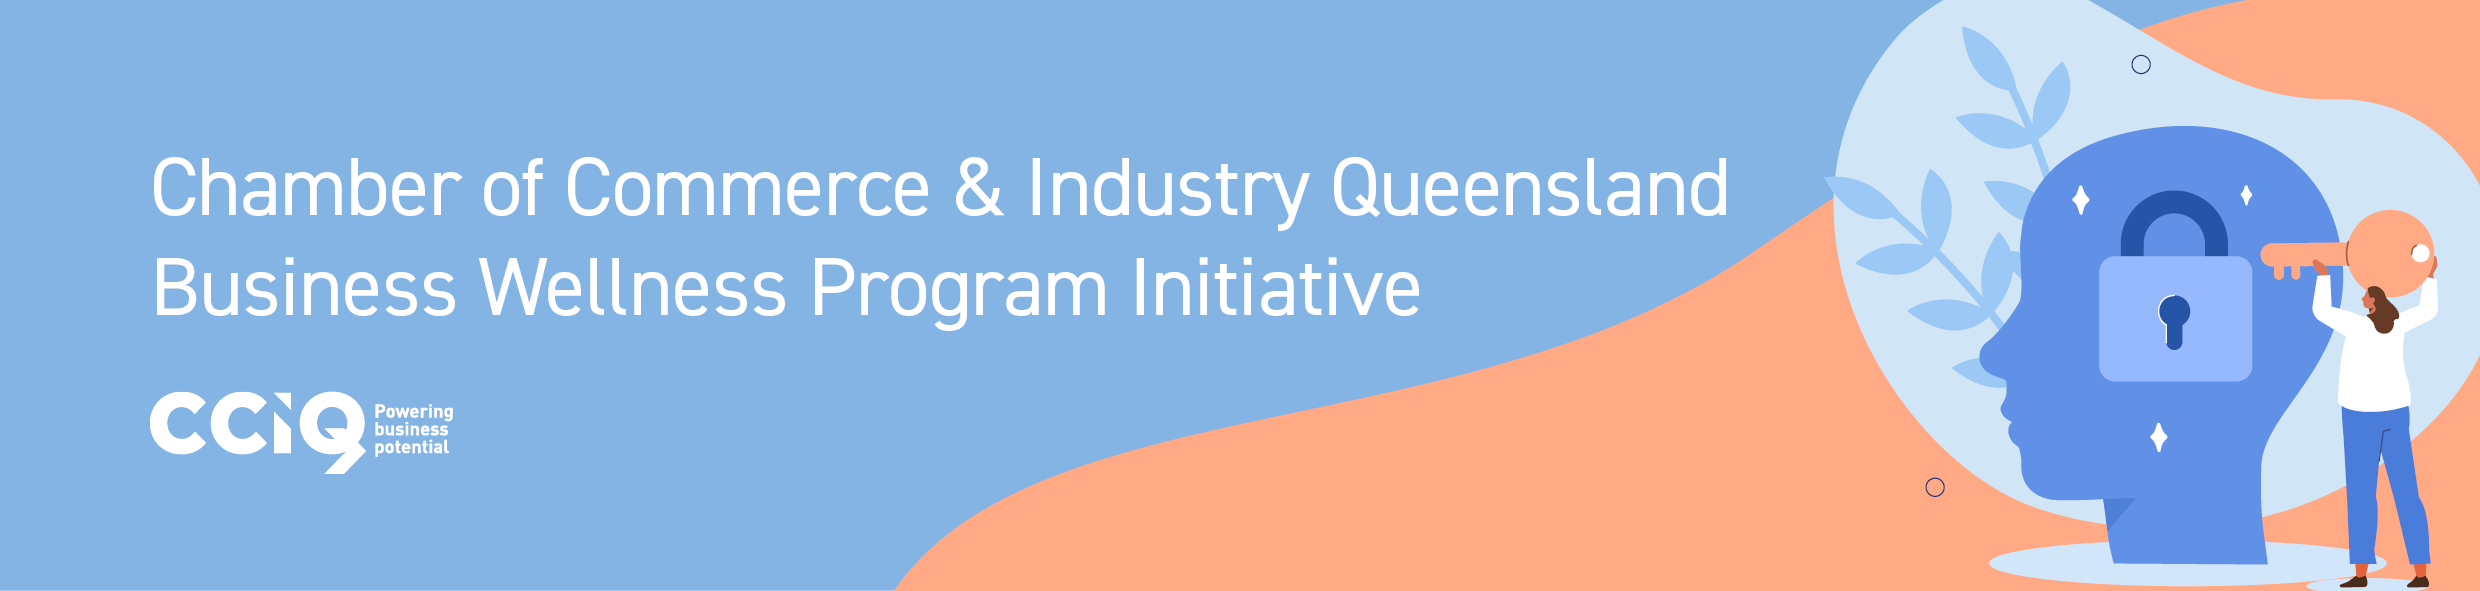 Chamber of Commerce & Industry Queensland
Business Wellness Program Initiative
CCIQ
Powering
business
potential